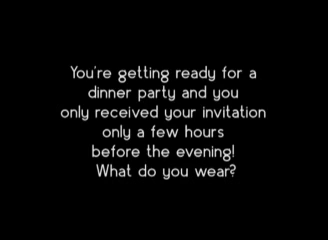 You're getting ready for a
dinner party and you
only received your invitation
only a few hours
before the evening!
What do you wear?